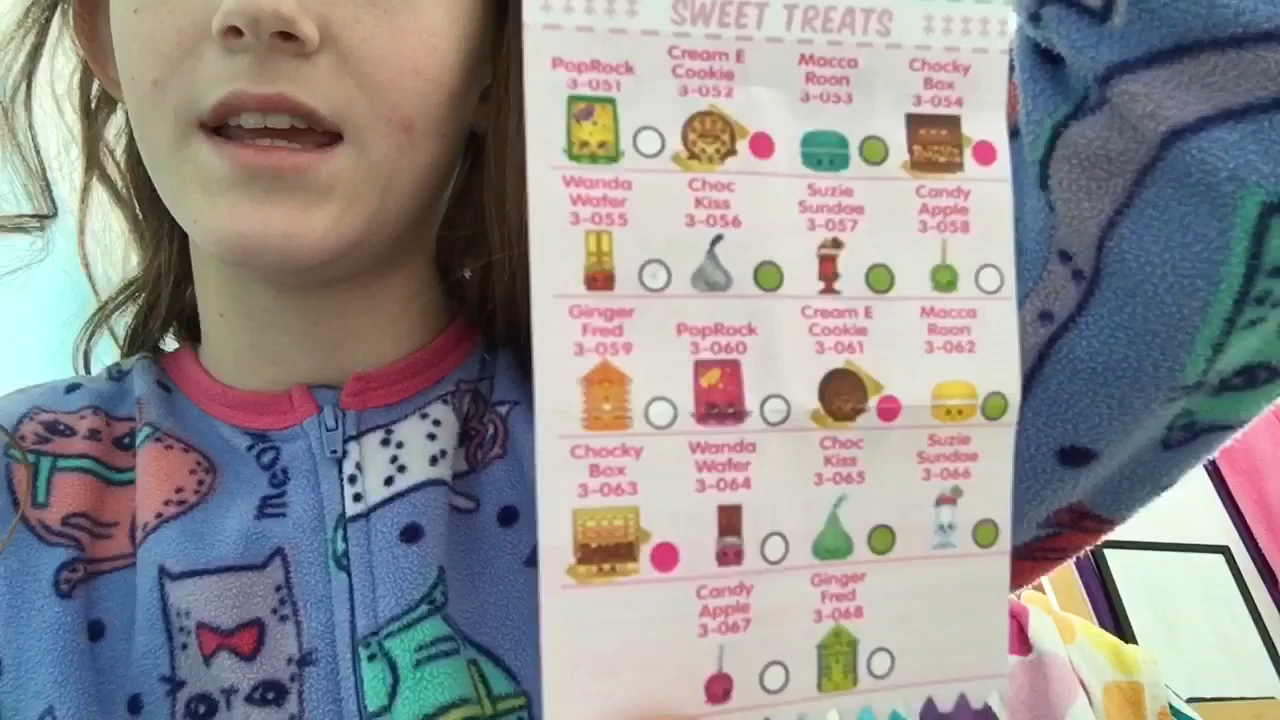 SWEET TREATS
PopRock
3-051
Cream E
Cookie
3-052
Macca
Roon
3-053
Chocky
Box
3-054
Wanda
Wafer
3-055
Choc
Kiss
3-056
Suzie
Sundae
3-057
Candy
Apple
3-058
Ginger
Fred
3-059
PopRock
3-060
Cream E
Cookie
3-061
Macca
Roon
3-062
Chocky
Box
3-063
Wanda
Wafer
3-064
Choc
Kiss
3-065
Suzie
Sundae
3-066
Candy
Apple
3-067
Ginger
Fred
3-068
meow